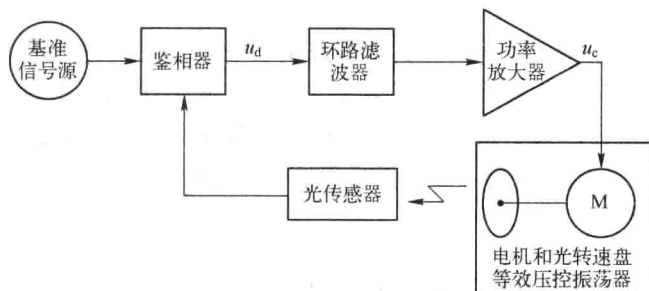 基准
信号源
鉴相器
u_d
环路滤
波器
功率
放大器
u_c
光传感器
M
电机和光转速盘
等效压控振荡器